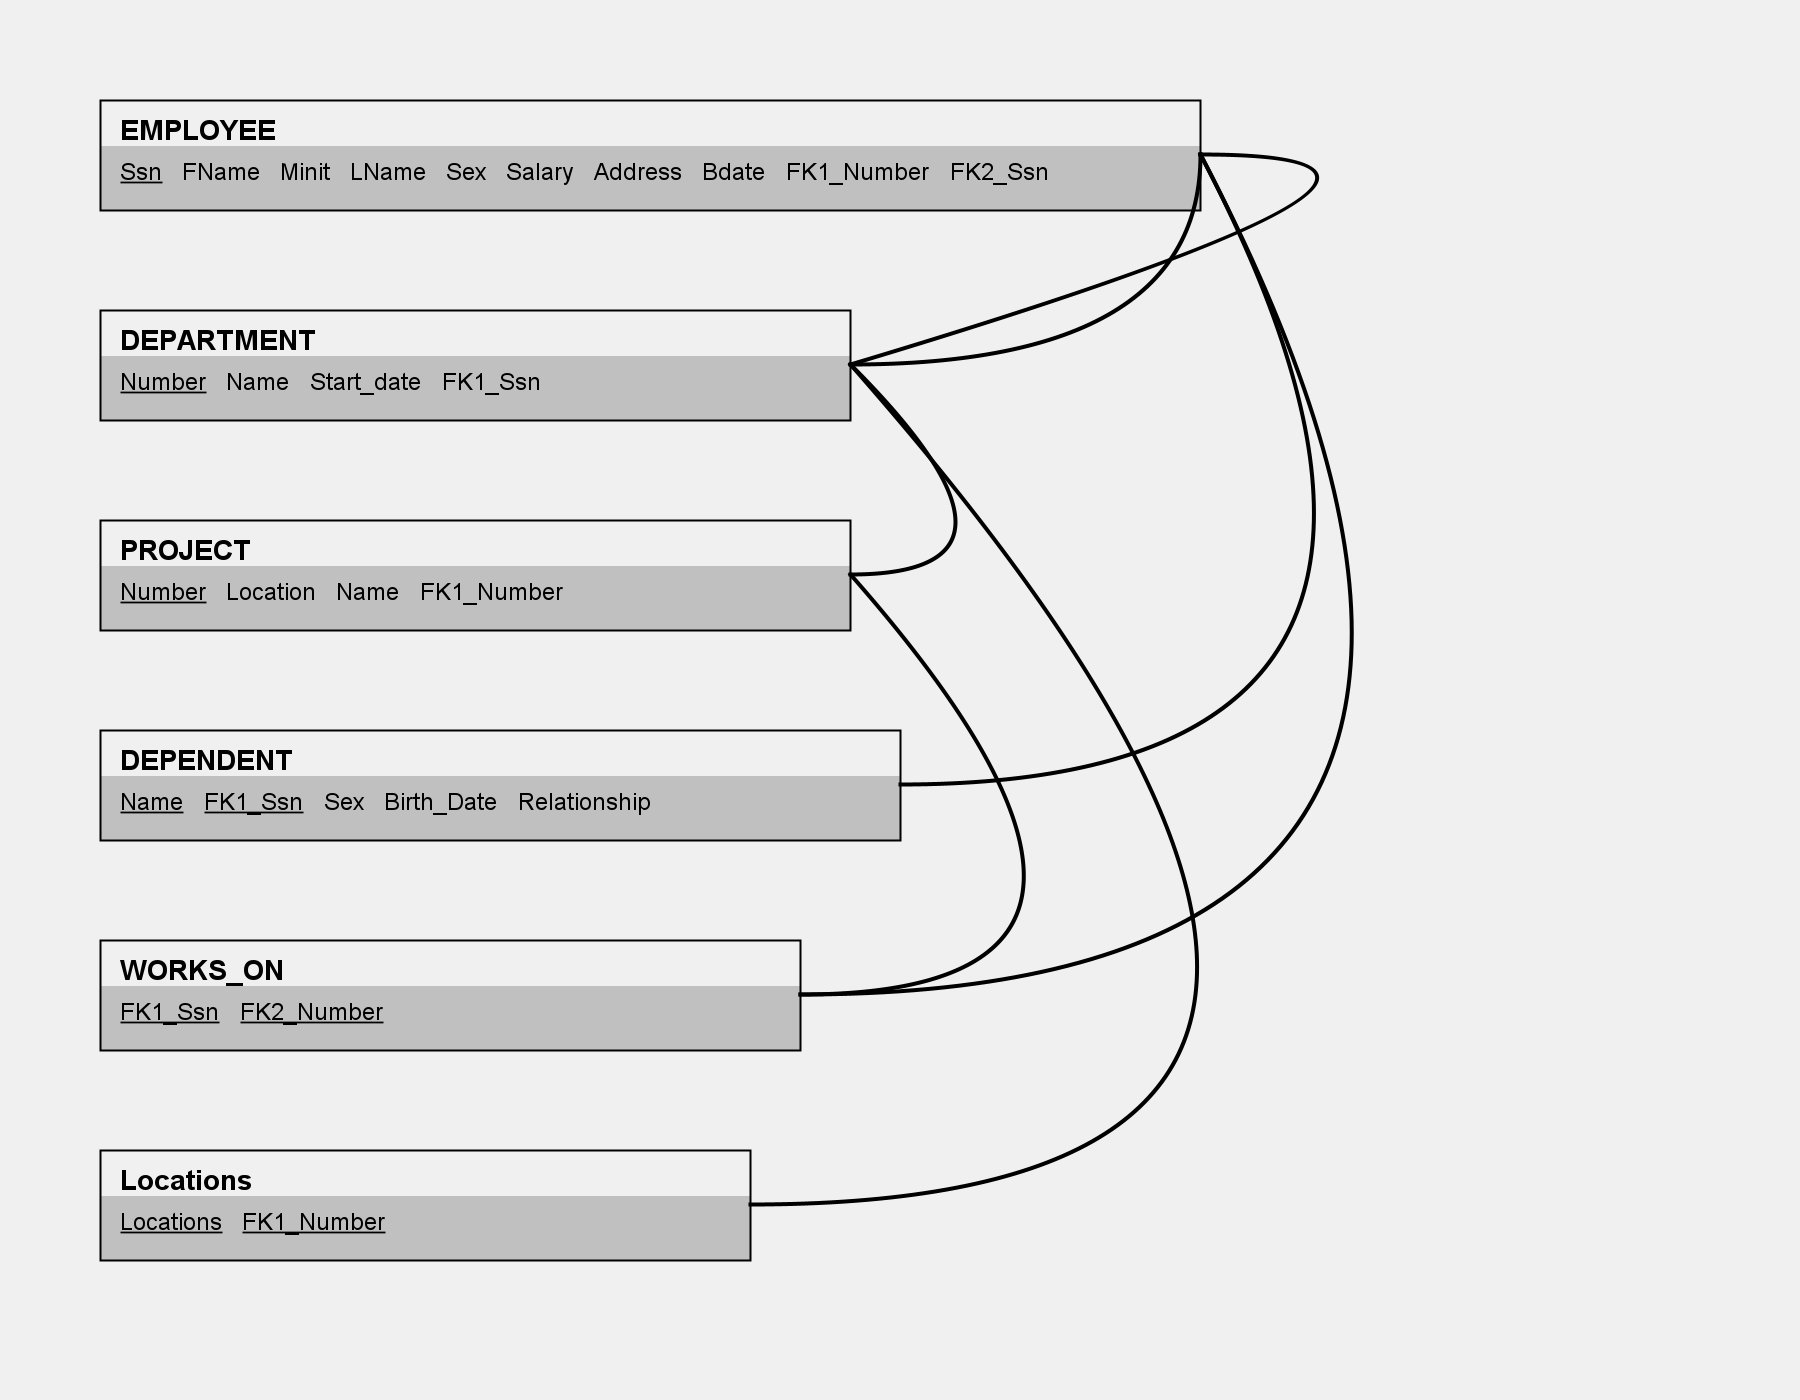 EMPLOYEE
Ssn FName Minit LName Sex Salary Address Bdate FK1_Number FK2_Ssn
DEPARTMENT
Number Name Start_date FK1_Ssn
PROJECT
Number Location Name FK1_Number
DEPENDENT
Name FK1_Ssn Sex Birth_Date Relationship
WORKS_ON
FK1_Ssn FK2_Number
Locations
Locations FK1_Number